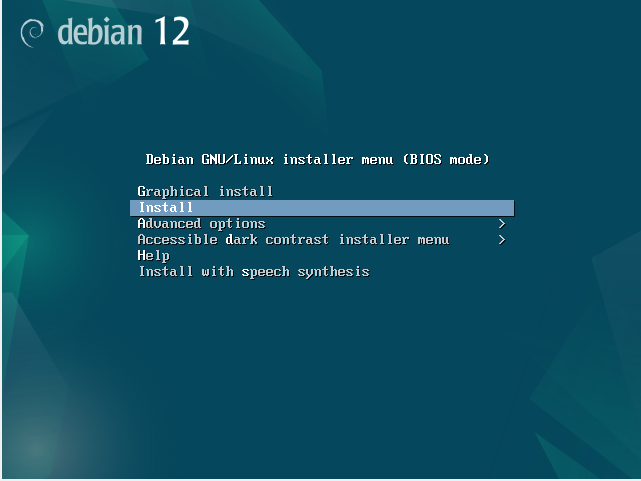 debian 12
Debian GNU/Linux installer menu (BIOS mode)
Graphical install
Install
Advanced options >
Accessible dark contrast installer menu >
Help
Install with speech synthesis